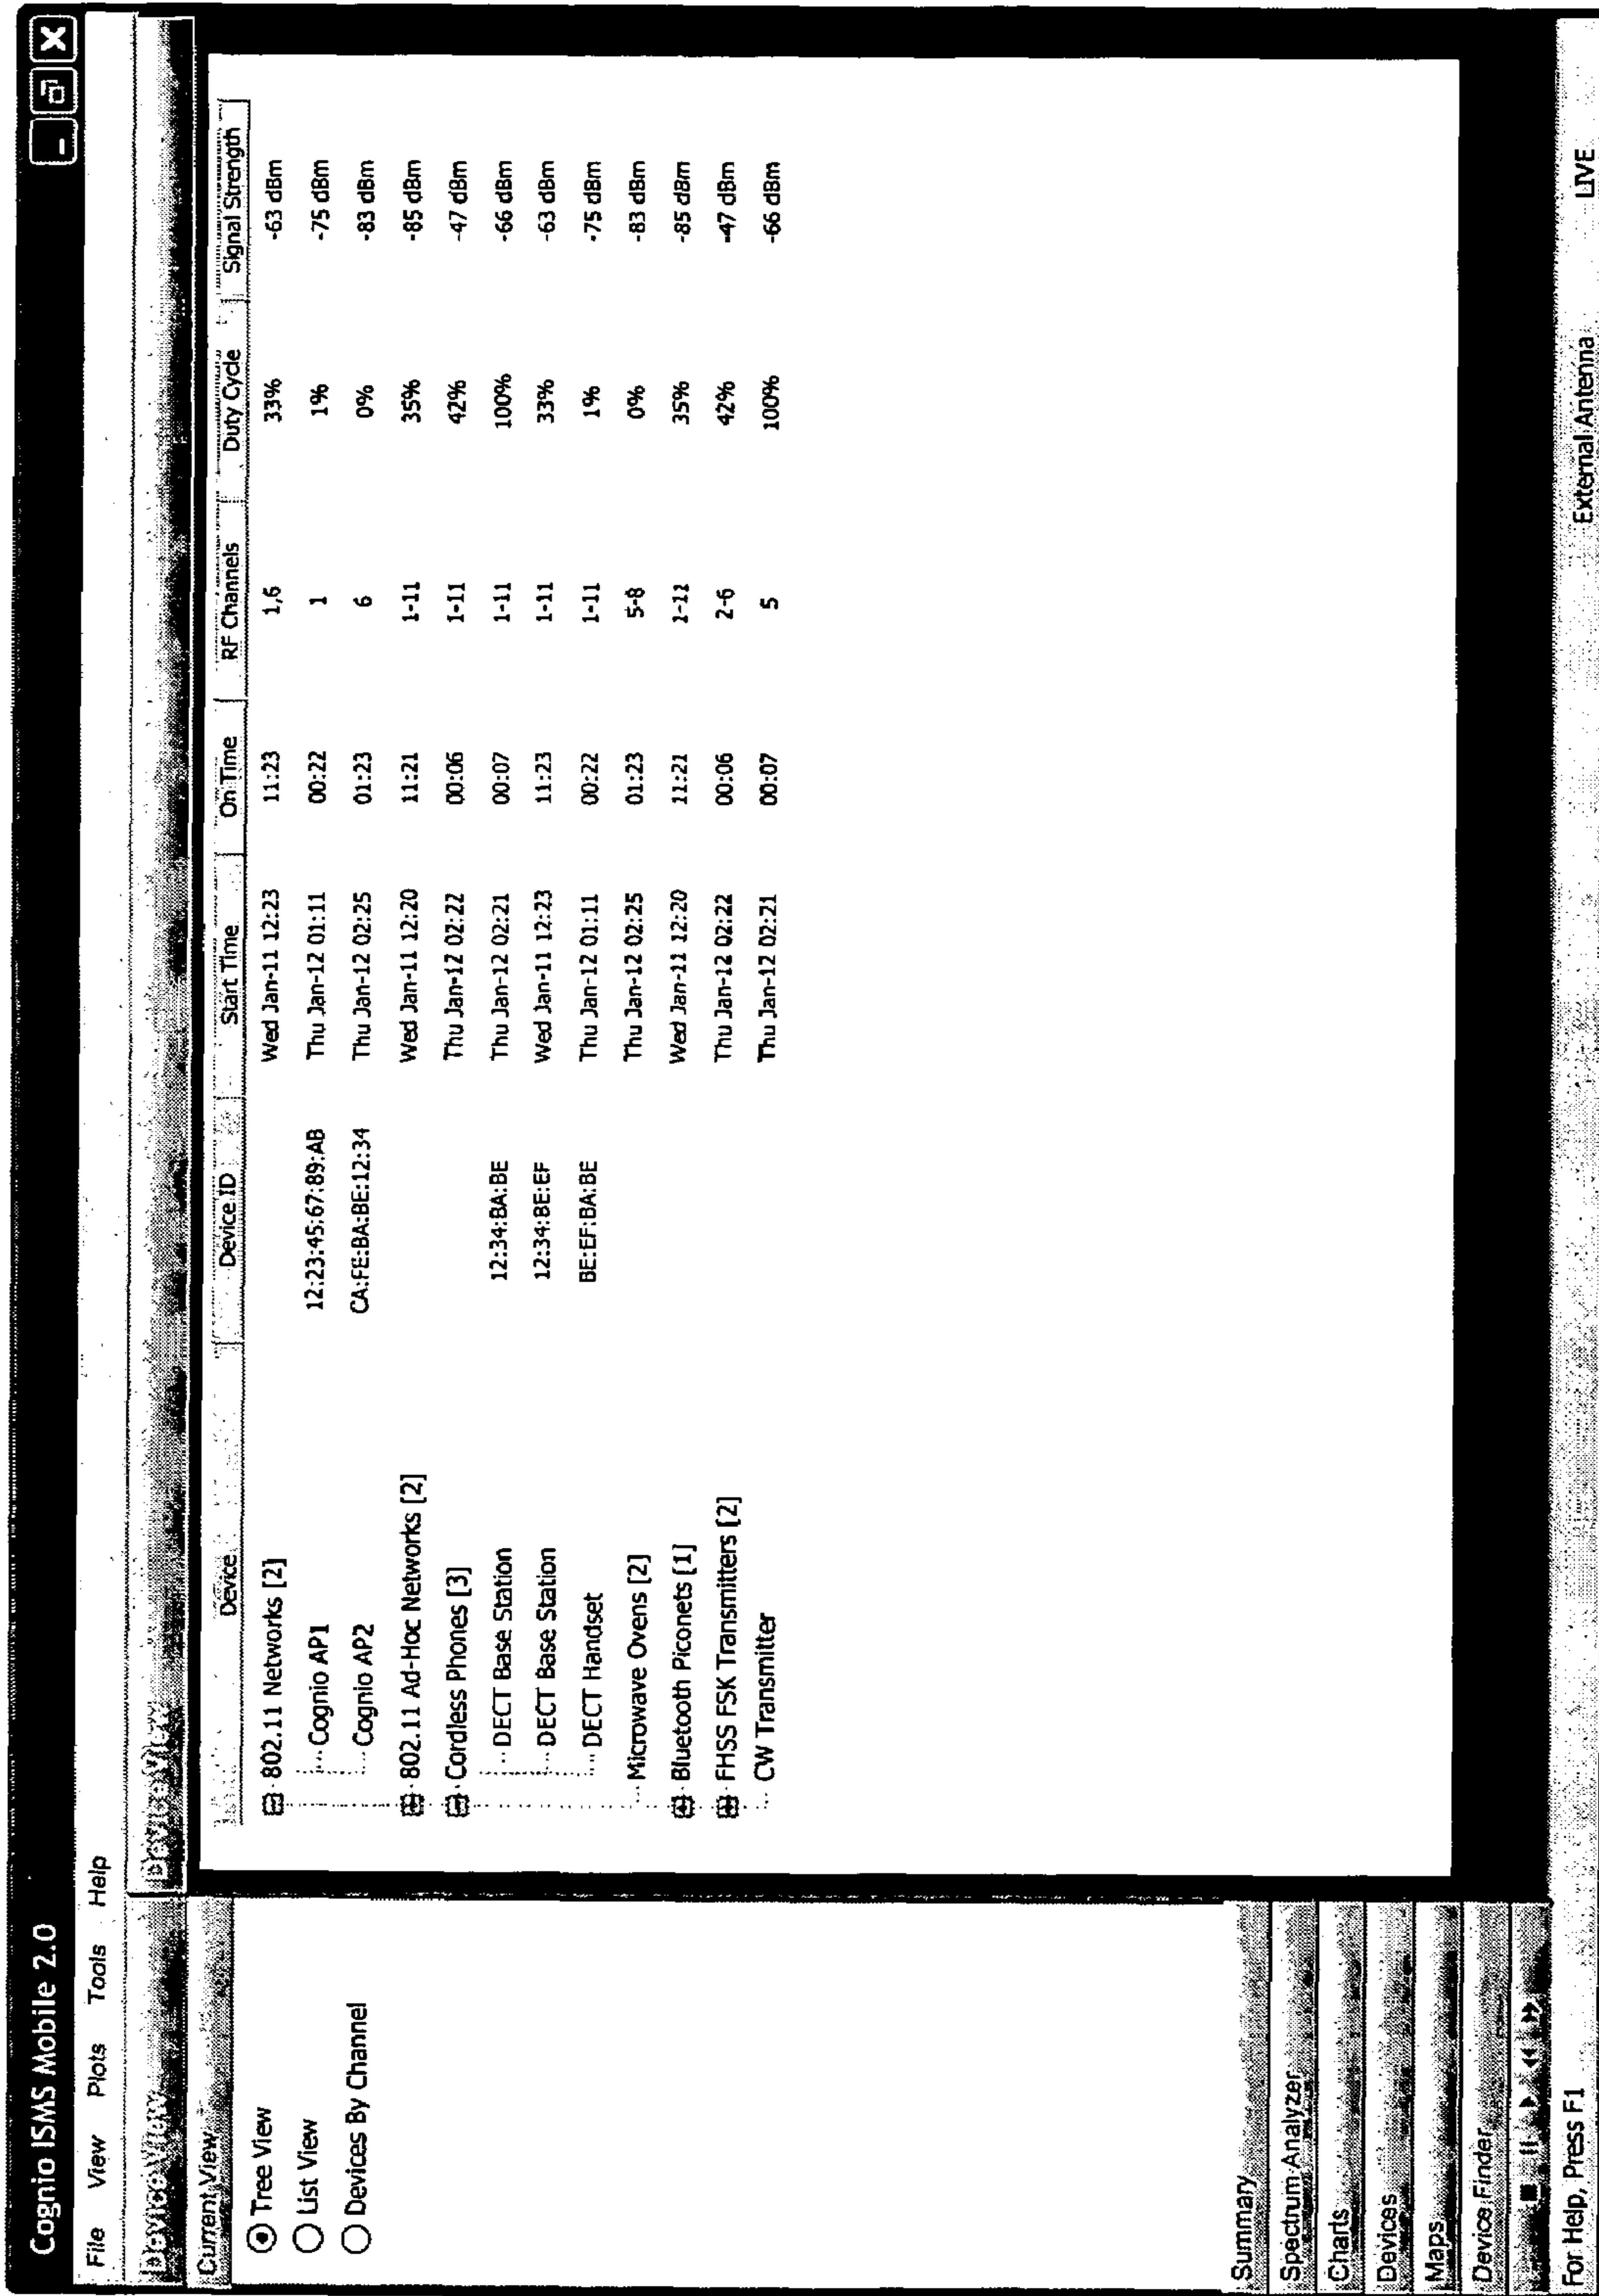 Cognio ISMS Mobile 2.0
File View Plots Tools Help
Device View
Device View
Current View
Tree View
List View
Devices By Channel
Device Device ID Start Time On Time RF Channels Duty Cycle Signal Strength
802.11 Networks [2] Wed Jan-11 12:23 11:23 1,6 33% -63 dBm
Cognio AP1 12:23:45:67:89:AB Thu Jan-12 01:11 00:22 1 1% -75 dBm
Cognio AP2 CA:FE:BA:BE:12:34 Thu Jan-12 02:25 01:23 6 0% -83 dBm
802.11 Ad-Hoc Networks [2] Wed Jan-11 12:20 11:21 1-11 35% -85 dBm
Cordless Phones [3] Thu Jan-12 02:22 00:06 1-11 42% -47 dBm
DECT Base Station 12:34:BA:BE Thu Jan-12 02:21 00:07 1-11 100% -66 dBm
DECT Base Station 12:34:BE:EF Wed Jan-11 12:23 11:23 1-11 33% -63 dBm
DECT Handset BE:EF:BA:BE Thu Jan-12 01:11 00:22 1-11 1% -75 dBm
Microwave Ovens [2] Thu Jan-12 02:25 01:23 5-8 0% -83 dBm
Bluetooth Piconets [1] Wed Jan-11 12:20 11:21 1-11 35% -85 dBm
FHSS FSK Transmitters [2] Thu Jan-12 02:22 00:06 2-6 42% -47 dBm
CW Transmitter Thu Jan-12 02:21 00:07 5 100% -66 dBm
Summary
Spectrum Analyzer
Charts
Devices
Maps
Device Finder
For Help, Press F1 External Antenna LIVE